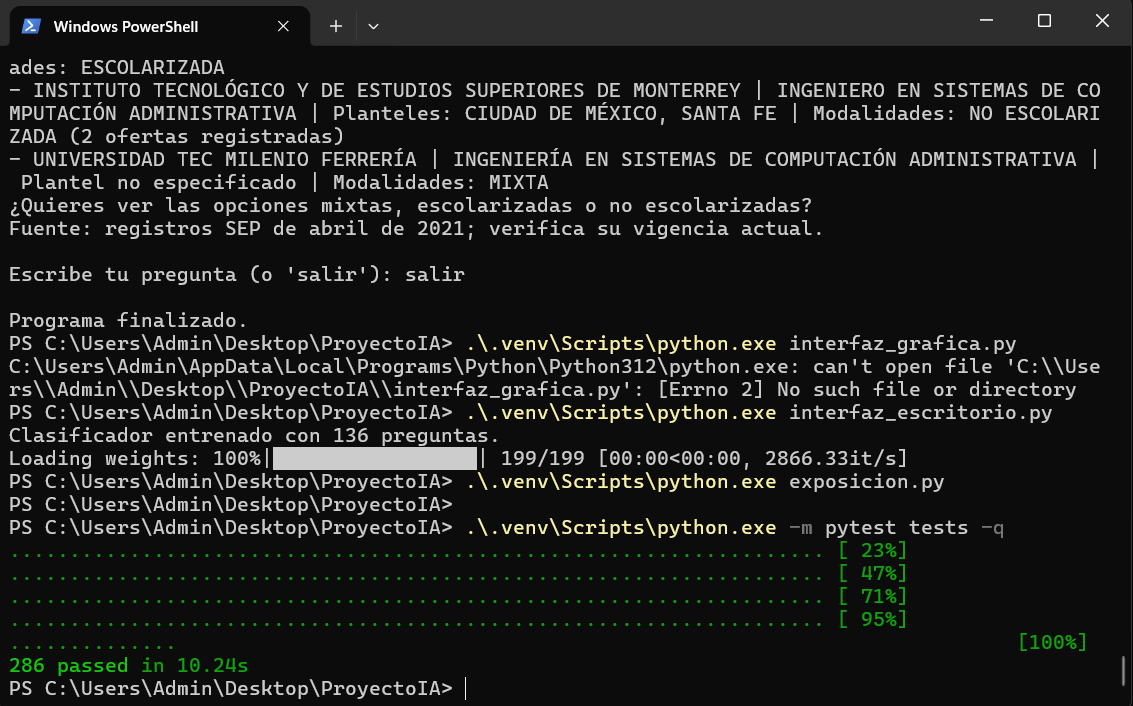 Windows PowerShell
ades: ESCOLARIZADA
- INSTITUTO TECNOLÓGICO Y DE ESTUDIOS SUPERIORES DE MONTERREY | INGENIERO EN SISTEMAS DE CO
MPUTACIÓN ADMINISTRATIVA | Planteles: CIUDAD DE MÉXICO, SANTA FE | Modalidades: NO ESCOLARI
ZADA (2 ofertas registradas)
- UNIVERSIDAD TEC MILENIO FERRERÍA | INGENIERÍA EN SISTEMAS DE COMPUTACIÓN ADMINISTRATIVA |
 Plantel no especificado | Modalidades: MIXTA
¿Quieres ver las opciones mixtas, escolarizadas o no escolarizadas?
Fuente: registros SEP de abril de 2021; verifica su vigencia actual.
Escribe tu pregunta (o 'salir'): salir
Programa finalizado.
PS C:\Users\Admin\Desktop\ProyectoIA> .\.venv\Scripts\python.exe interfaz_grafica.py
C:\Users\Admin\AppData\Local\Programs\Python\Python312\python.exe: can't open file 'C:\\Use
rs\\Admin\\Desktop\\ProyectoIA\\interfaz_grafica.py': [Errno 2] No such file or directory
PS C:\Users\Admin\Desktop\ProyectoIA> .\.venv\Scripts\python.exe interfaz_escritorio.py
Clasificador entrenado con 136 preguntas.
Loading weights: 100%|██████████| 199/199 [00:00<00:00, 2866.33it/s]
PS C:\Users\Admin\Desktop\ProyectoIA> .\.venv\Scripts\python.exe exposicion.py
PS C:\Users\Admin\Desktop\ProyectoIA>
PS C:\Users\Admin\Desktop\ProyectoIA> .\.venv\Scripts\python.exe -m pytest tests -q
.................................................................... [ 23%]
.................................................................... [ 47%]
.................................................................... [ 71%]
.................................................................... [ 95%]
.............. [100%]
286 passed in 10.24s
PS C:\Users\Admin\Desktop\ProyectoIA>